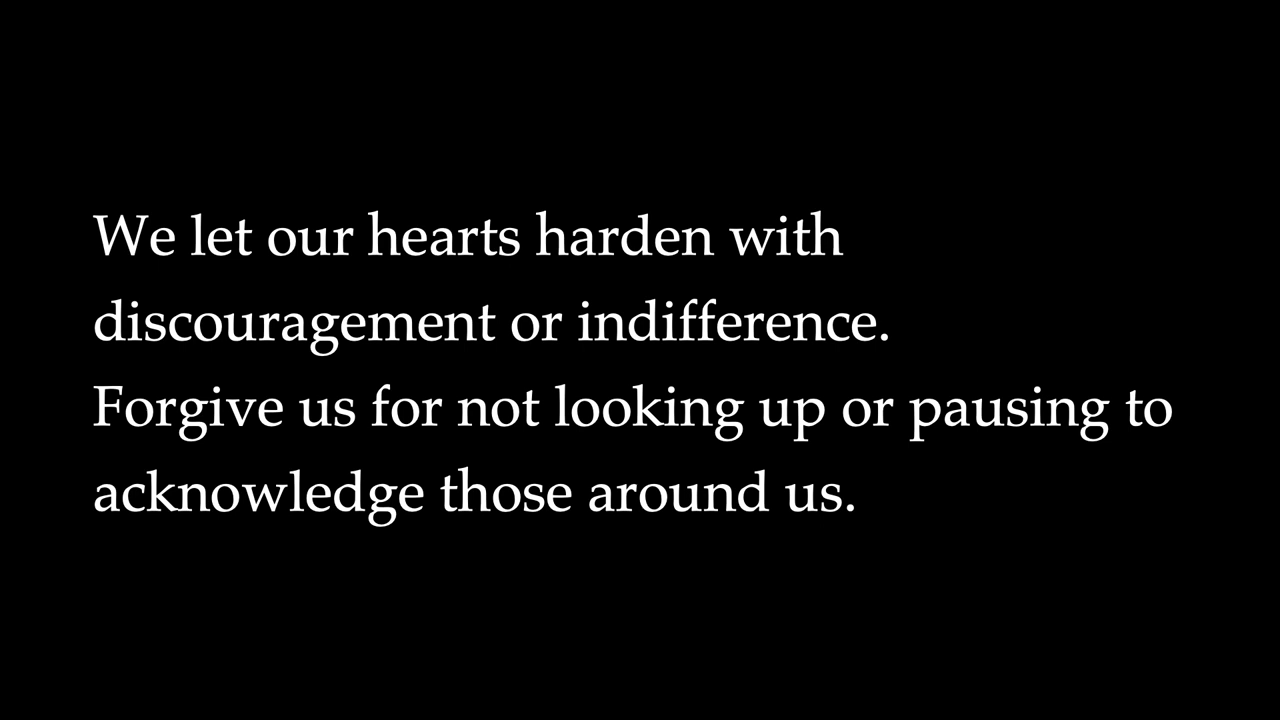 We let our hearts harden with
discouragement or indifference.
Forgive us for not looking up or pausing to
acknowledge those around us.